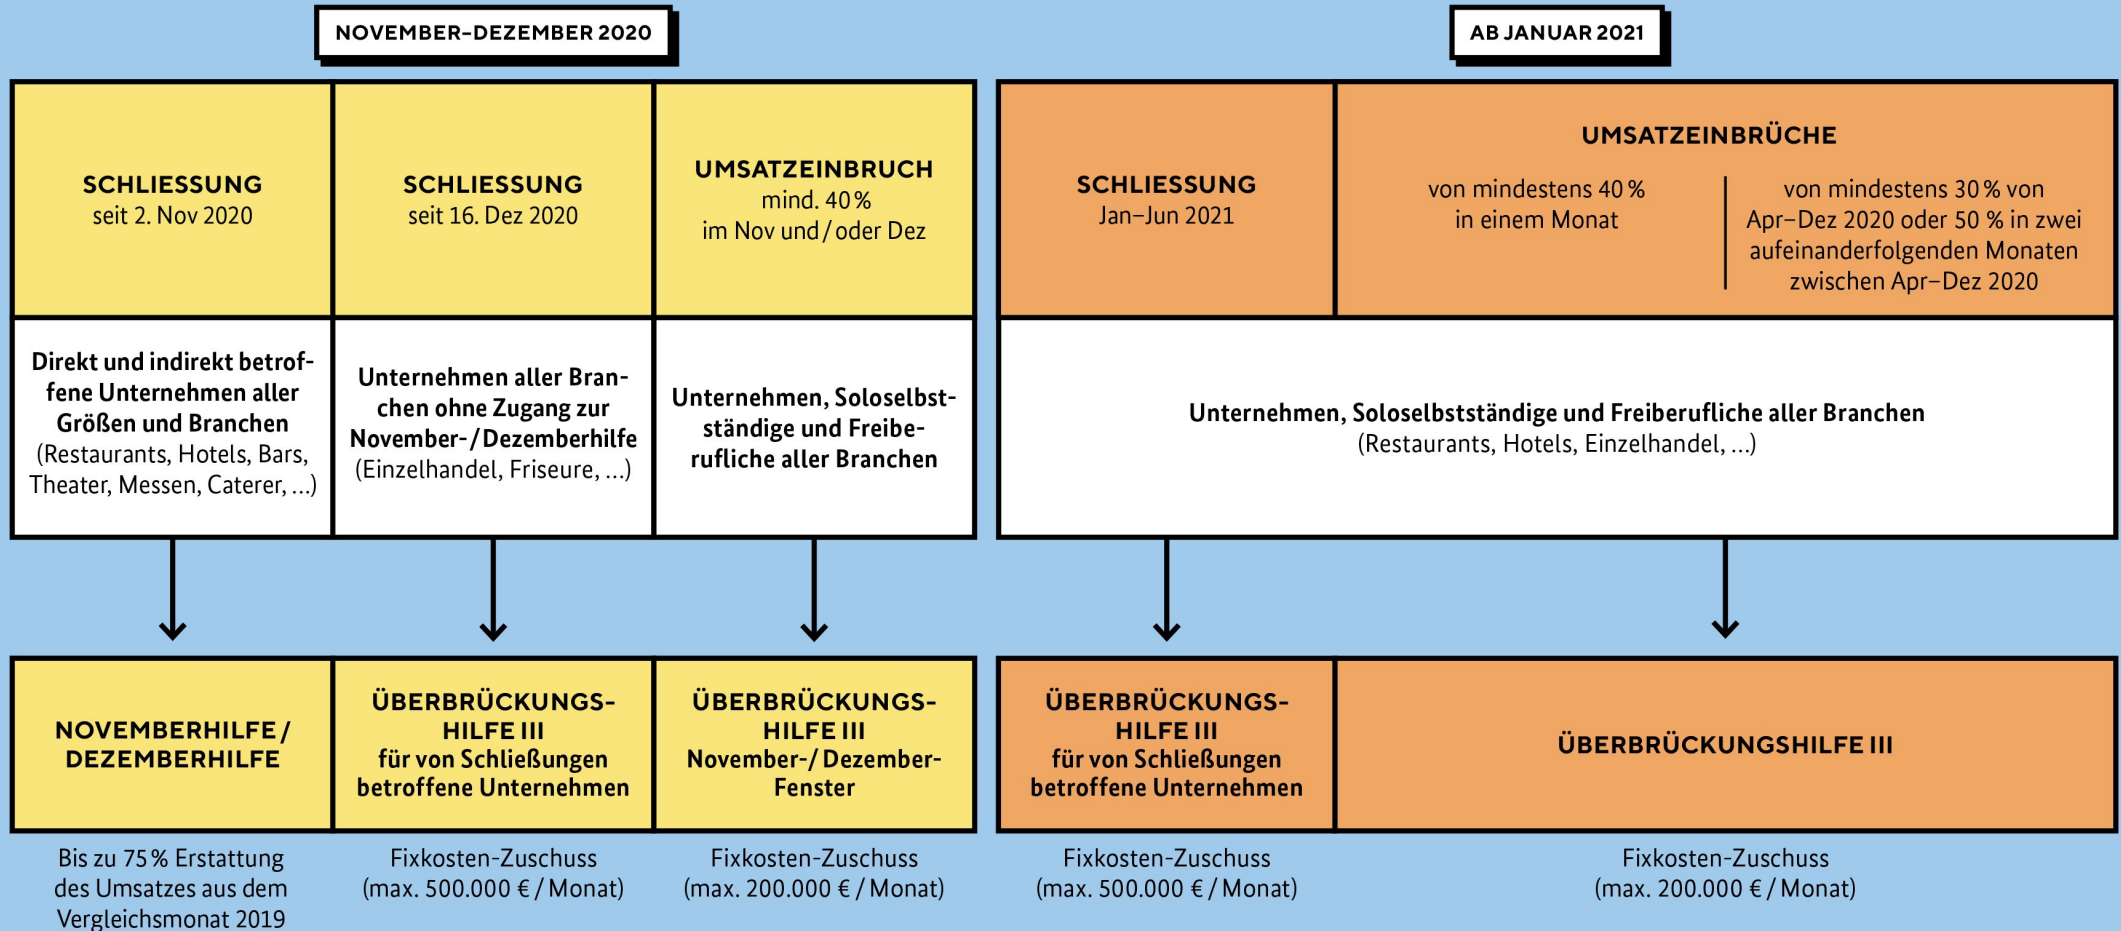 NOVEMBER–DEZEMBER 2020
SCHLIESSUNG
seit 2. Nov 2020
SCHLIESSUNG
seit 16. Dez 2020
UMSATZEINBRUCH
mind. 40 %
im Nov und / oder Dez
Direkt und indirekt betrof-
fene Unternehmen aller
Größen und Branchen
(Restaurants, Hotels, Bars,
Theater, Messen, Caterer, ...)
Unternehmen aller Bran-
chen ohne Zugang zur
November-/ Dezemberhilfe
(Einzelhandel, Friseure, ...)
Unternehmen, Soloselbst-
ständige und Freibe-
rufliche aller Branchen
NOVEMBERHILFE /
DEZEMBERHILFE
ÜBERBRÜCKUNGS-
HILFE III
für von Schließungen
betroffene Unternehmen
ÜBERBRÜCKUNGS-
HILFE III
November-/ Dezember-
Fenster
Bis zu 75 % Erstattung
des Umsatzes aus dem
Vergleichsmonat 2019
Fixkosten-Zuschuss
(max. 500.000 € / Monat)
Fixkosten-Zuschuss
(max. 200.000 € / Monat)
AB JANUAR 2021
SCHLIESSUNG
Jan–Jun 2021
UMSATZEINBRÜCHE
von mindestens 40 %
in einem Monat
von mindestens 30 % von
Apr–Dez 2020 oder 50 % in zwei
aufeinanderfolgenden Monaten
zwischen Apr–Dez 2020
Unternehmen, Soloselbstständige und Freiberufliche aller Branchen
(Restaurants, Hotels, Einzelhandel, ...)
ÜBERBRÜCKUNGS-
HILFE III
für von Schließungen
betroffene Unternehmen
ÜBERBRÜCKUNGSHILFE III
Fixkosten-Zuschuss
(max. 500.000 € / Monat)
Fixkosten-Zuschuss
(max. 200.000 € / Monat)